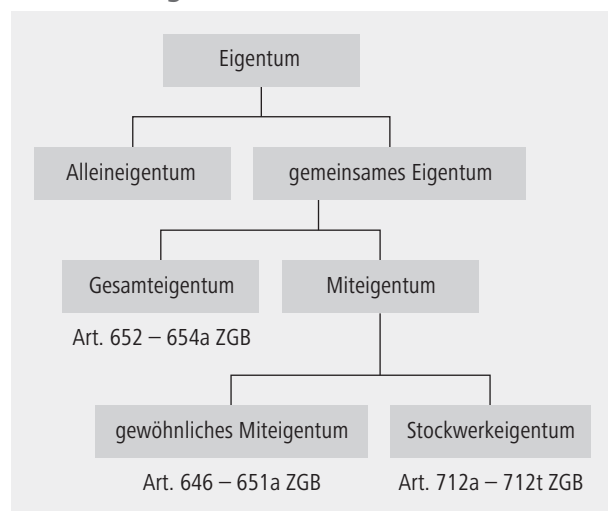 Eigentum
Alleineigentum
gemeinsames Eigentum
Gesamteigentum
Miteigentum
Art. 652 – 654a ZGB
gewöhnliches Miteigentum
Stockwerkeigentum
Art. 646 – 651a ZGB
Art. 712a – 712t ZGB